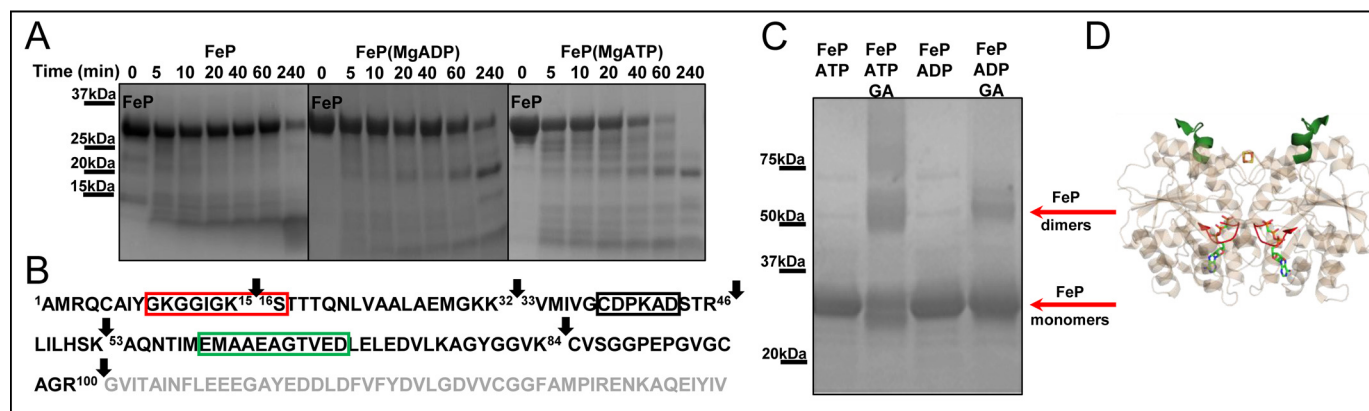 A
FeP FeP(MgADP) FeP(MgATP)
Time (min) 0 5 10 20 40 60 240 0 5 10 20 40 60 240 0 5 10 20 40 60 240
37kDa
FeP FeP FeP
25kDa
20kDa
15kDa
B
1AMRQCAIYGKGGIGK15 16STTTQNLVAALAEMGKK32 33VMIVGCDPKADSTR46
LILHSK53AQNTIMEMAAEAGTVEDLELEDVLKAGYGGVK84 CVSGGPEPGVGC
AGR100 GVITAINFLEEEGAYEDDLDFVFYDVLGDVVCGGFAMPIRENKAQEIYIV
C
FeP FeP FeP FeP
ATP ATP ADP ADP
GA GA
75kDa
50kDa
37kDa
20kDa
FeP
dimers
FeP
monomers
D